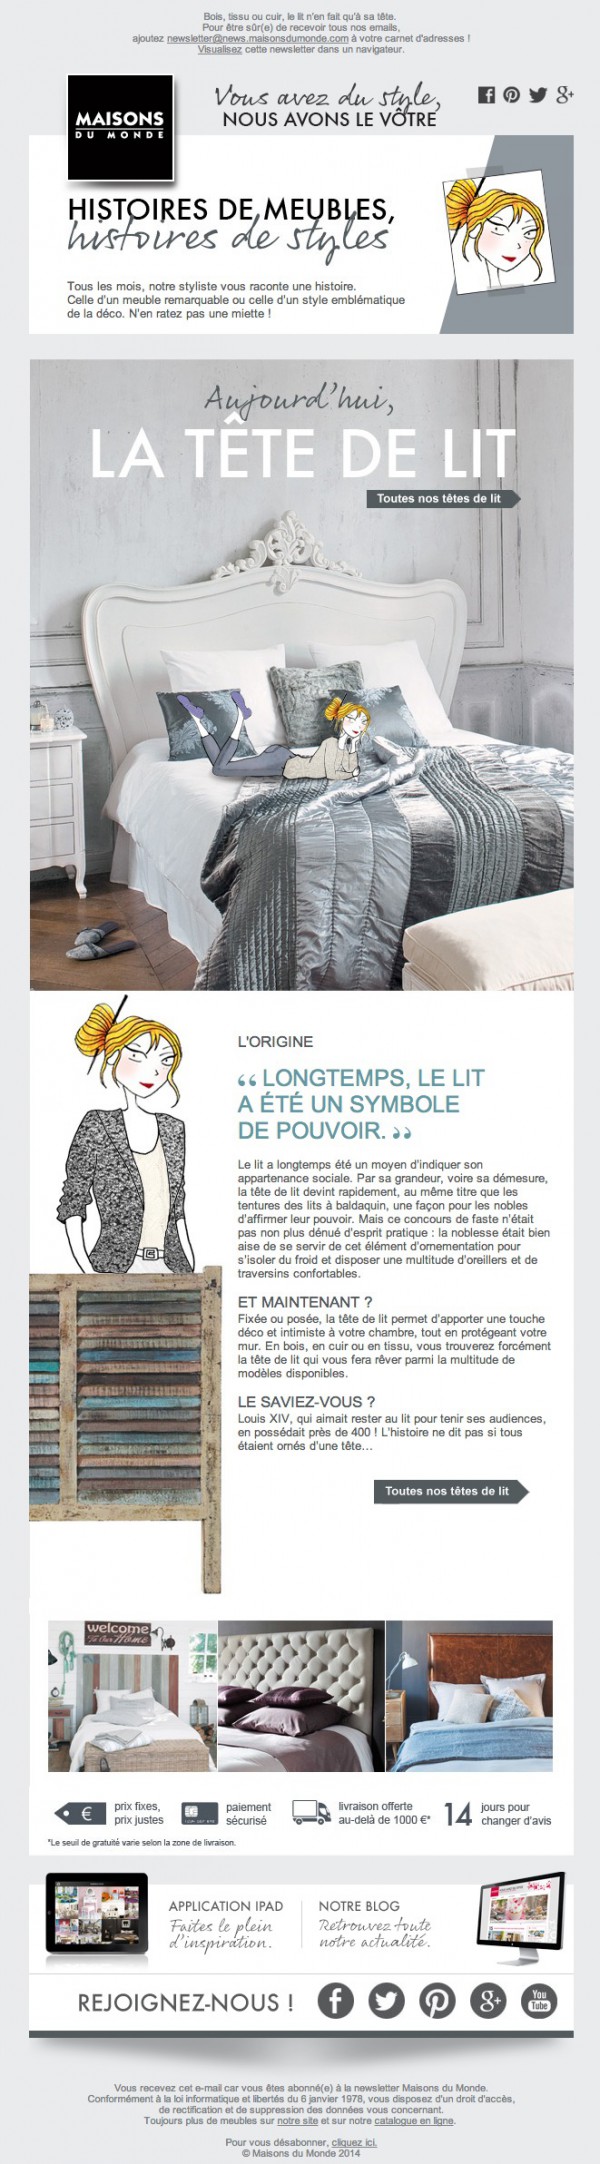 Bois, tissu ou cuir, le lit n'en fait qu'à sa tête.
Pour être sûr(e) de recevoir tous nos emails,
ajoutez newsletter@news.maisonsdumonde.com à votre carnet d'adresses !
Visualisez cette newsletter dans un navigateur.
MAISONS
DU MONDE
Vous avez du style,
NOUS AVONS LE VÔTRE
HISTOIRES DE MEUBLES,
histoires de styles
Tous les mois, notre styliste vous raconte une histoire.
Celle d'un meuble remarquable ou celle d'un style emblématique
de la déco. N'en ratez pas une miette !
Aujourd'hui,
LA TÊTE DE LIT
Toutes nos têtes de lit
L'ORIGINE
“ LONGTEMPS, LE LIT
A ÉTÉ UN SYMBOLE
DE POUVOIR. ”
Le lit a longtemps été un moyen d'indiquer son
appartenance sociale. Par sa grandeur, voire sa démesure,
la tête de lit devint rapidement, au même titre que les
tentures des lits à baldaquin, une façon pour les nobles
d'affirmer leur pouvoir. Mais ce concours de faste n'était
pas non plus dénué d'esprit pratique : la noblesse était bien
aise de se servir de cet élément d'ornementation pour
s'isoler du froid et disposer une multitude d'oreillers et de
traversins confortables.
ET MAINTENANT ?
Fixée ou posée, la tête de lit permet d'apporter une touche
déco et intimiste à votre chambre, tout en protégeant votre
mur. En bois, en cuir ou en tissu, vous trouverez forcément
la tête de lit qui vous fera rêver parmi la multitude de
modèles disponibles.
LE SAVIEZ-VOUS ?
Louis XIV, qui aimait rester au lit pour tenir ses audiences,
en possédait près de 400 ! L'histoire ne dit pas si tous
étaient ornés d'une tête...
Toutes nos têtes de lit
welcome
To Our Home
€ prix fixes,
prix justes
paiement
sécurisé
livraison offerte
au-delà de 1000 €*
14 jours pour
changer d'avis
*Le seuil de gratuité varie selon la zone de livraison.
APPLICATION IPAD
Faites le plein
d'inspiration.
NOTRE BLOG
Retrouvez toute
notre actualité.
REJOIGNEZ-NOUS !
You
Tube
Vous recevez cet e-mail car vous êtes abonné(e) à la newsletter Maisons du Monde.
Conformément à la loi informatique et libertés du 6 janvier 1978, vous disposez d'un droit d'accès,
de rectification et de suppression des données vous concernant.
Toujours plus de meubles sur notre site et sur notre catalogue en ligne.
Pour vous désabonner, cliquez ici.
© Maisons du Monde 2014